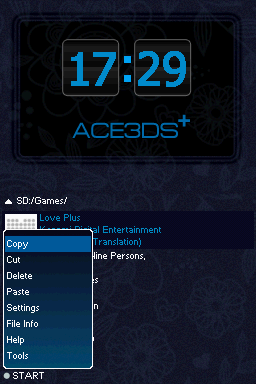 17:29
ACE3DS+
SD:/Games/
Love Plus
Konami Digital Entertainment
Translation)
line Persons,
Copy
Cut
Delete
Paste
Settings
File Info
Help
Tools
START